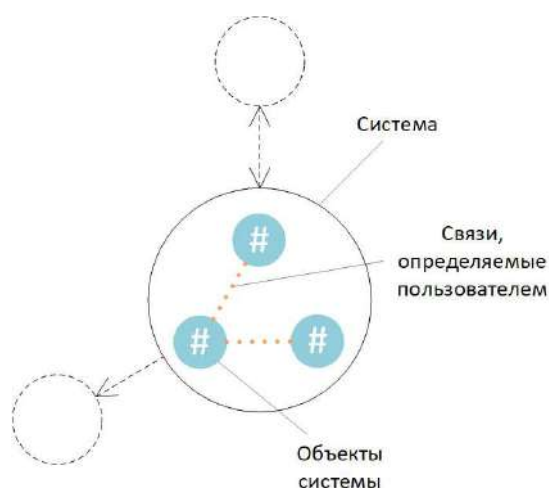 Система
#
Связи,
определяемые
пользователем
#
#
Объекты
системы